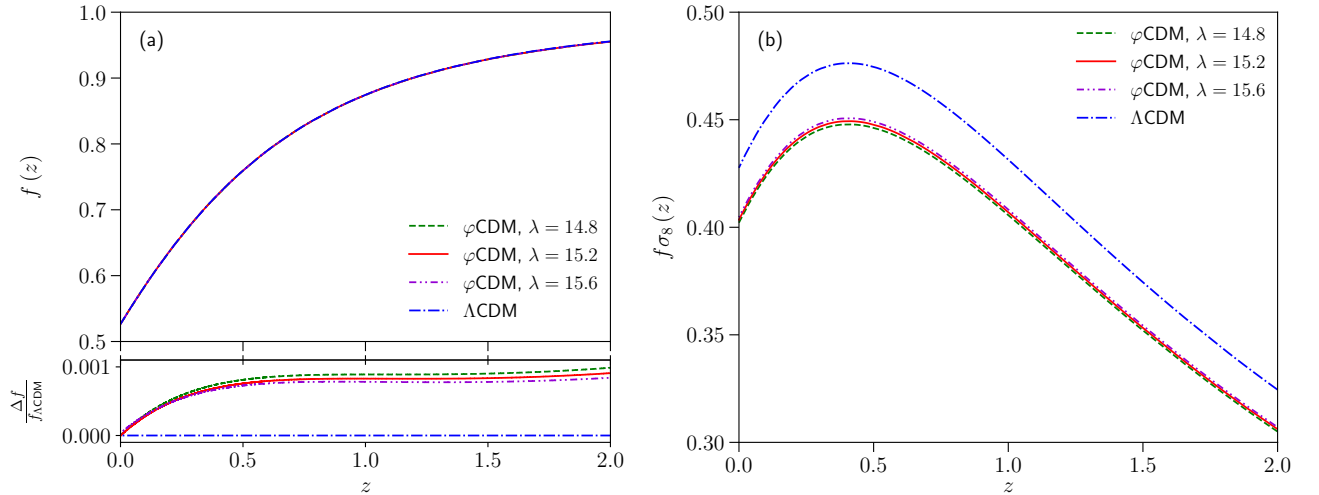 (a)
1.0
0.9
0.8
0.7
0.6
0.5
f (z)
φCDM, λ = 14.8
φCDM, λ = 15.2
φCDM, λ = 15.6
ΛCDM
0.001
0.000
Δf
fΛCDM
0.0 0.5 1.0 1.5 2.0
z
(b)
0.50
0.45
0.40
0.35
0.30
fσ₈(z)
φCDM, λ = 14.8
φCDM, λ = 15.2
φCDM, λ = 15.6
ΛCDM
0.0 0.5 1.0 1.5 2.0
z